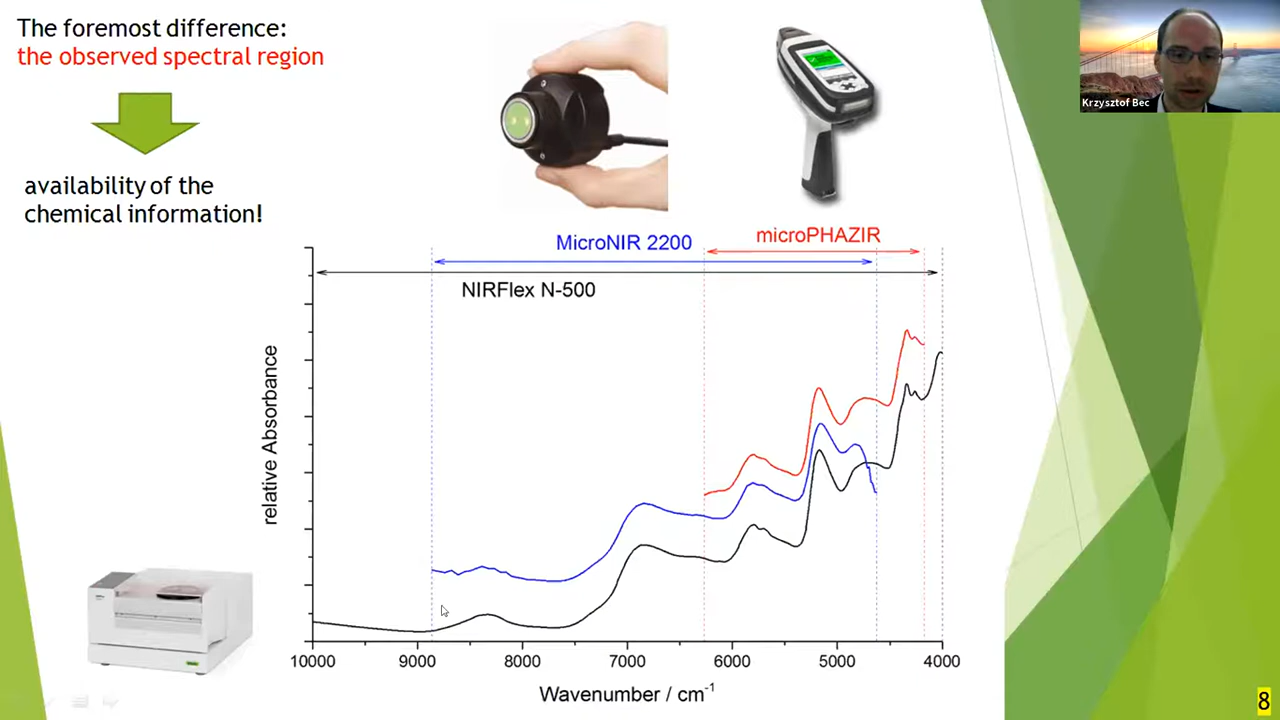 The foremost difference:
the observed spectral region
availability of the
chemical information!
Krzysztof Bec
MicroNIR 2200
microPHAZIR
NIRFlex N-500
relative Absorbance
10000 9000 8000 7000 6000 5000 4000
Wavenumber / cm⁻¹
8